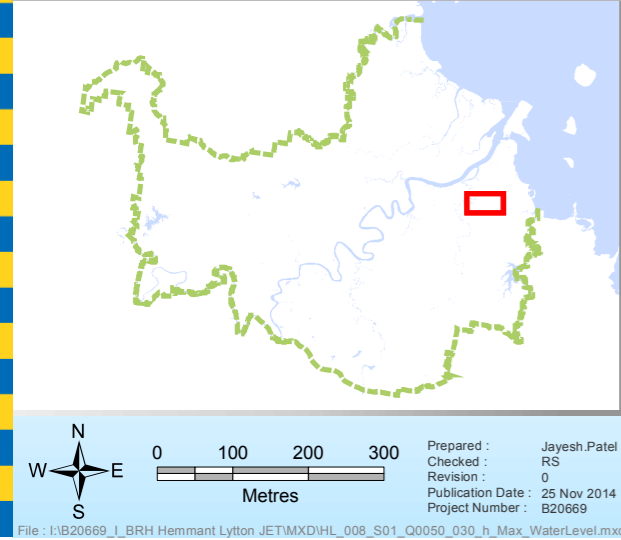 N
W E
S
0 100 200 300
Metres
Prepared : Jayesh.Patel
Checked : RS
Revision : 0
Publication Date : 25 Nov 2014
Project Number : B20669
File : I:\B20669_I_BRH Hemmant Lytton JET\MXD\HL_008_S01_Q0050_030_h_Max_WaterLevel.mxd